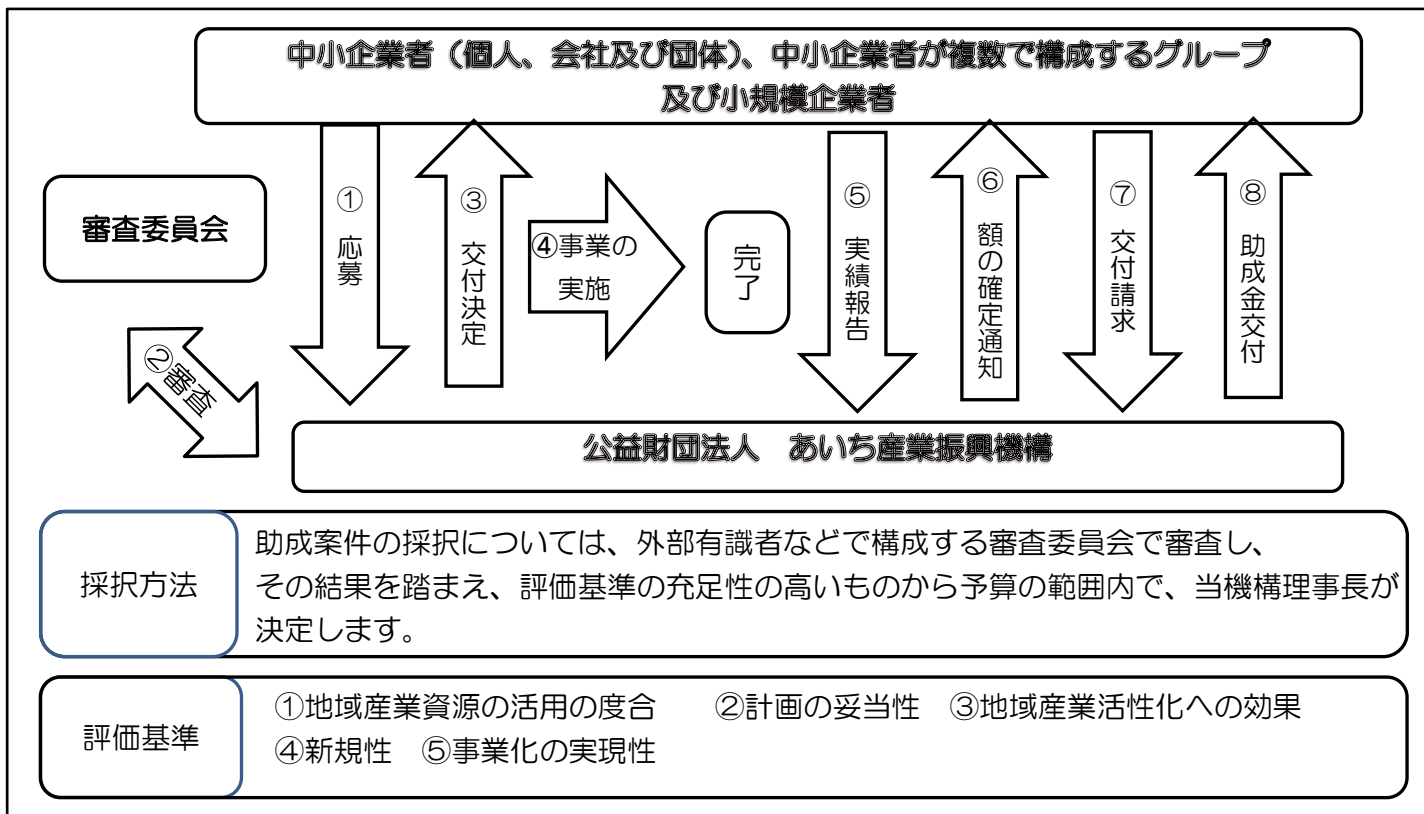 中小企業者（個人、会社及び団体）、中小企業者が複数で構成するグループ
及び小規模企業者
審査委員会
①応募
②審査
③交付決定
④事業の
実施
完了
⑤実績報告
⑥額の確定通知
⑦交付請求
⑧助成金交付
公益財団法人　あいち産業振興機構
採択方法
助成案件の採択については、外部有識者などで構成する審査委員会で審査し、
その結果を踏まえ、評価基準の充足性の高いものから予算の範囲内で、当機構理事長が
決定します。
評価基準
①地域産業資源の活用の度合　　②計画の妥当性　③地域産業活性化への効果
④新規性　⑤事業化の実現性